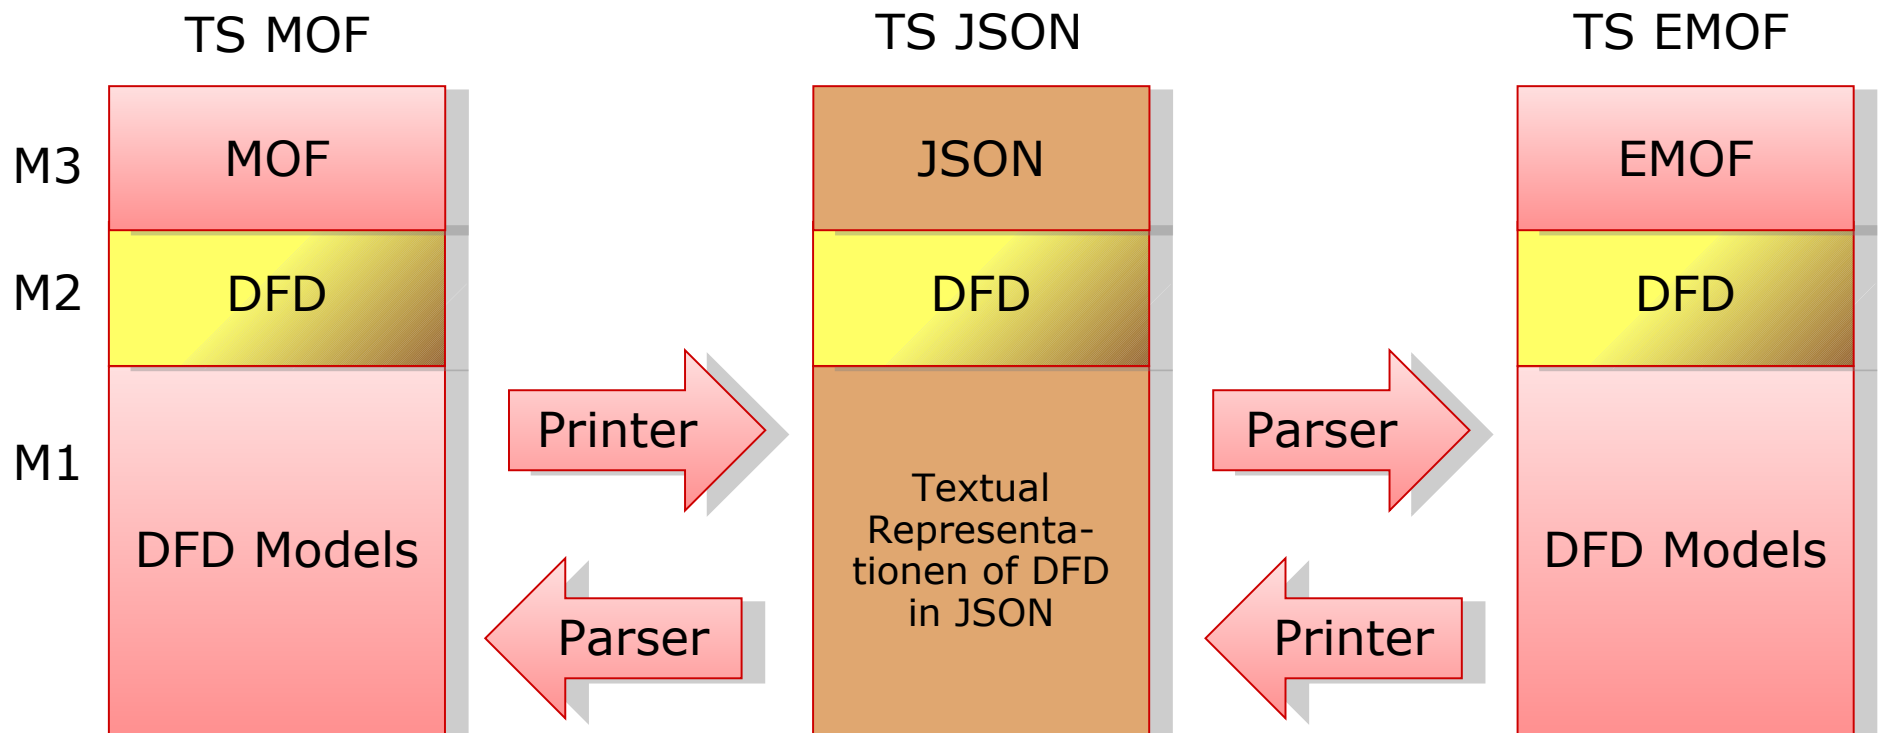 TS MOF
TS JSON
TS EMOF
M3
MOF
JSON
EMOF
M2
DFD
DFD
DFD
M1
Printer
Parser
DFD Models
Textual
Representa-
tionen of DFD
in JSON
DFD Models
Parser
Printer